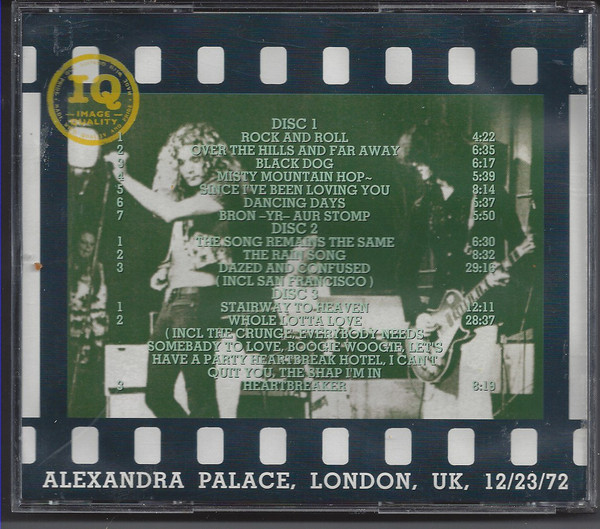 IQ
IMAGE
QUALITY
DISC 1
1 ROCK AND ROLL 4:22
2 OVER THE HILLS AND FAR AWAY 6:35
3 BLACK DOG 6:17
4 MISTY MOUNTAIN HOP~ 5:39
5 SINCE I'VE BEEN LOVING YOU 8:14
6 DANCING DAYS 5:37
7 BRON -YR- AUR STOMP 5:50
DISC 2
1 THE SONG REMAINS THE SAME 6:30
2 THE RAIN SONG 8:32
3 DAZED AND CONFUSED 29:16
( INCL SAN FRANCISCO )
DISC 3
1 STAIRWAY TO HEAVEN 12:11
2 WHOLE LOTTA LOVE 28:37
( INCL THE CRUNGE, EVERYBODY NEEDS
SOMEBADY TO LOVE, BOOGIE WOOGIE, LET'S
HAVE A PARTY HEARTBREAK HOTEL, I CAN'T
QUIT YOU, THE SHAP I'M IN
3 HEARTBREAKER 8:18
ALEXANDRA PALACE, LONDON, UK, 12/23/72